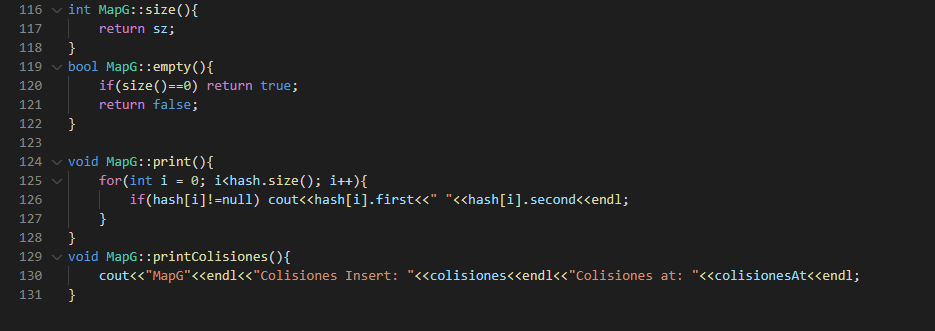 116 int MapG::size(){
117     return sz;
118 }
119 bool MapG::empty(){
120     if(size()==0) return true;
121     return false;
122 }
123
124 void MapG::print(){
125     for(int i = 0; i<hash.size(); i++){
126         if(hash[i]!=null) cout<<hash[i].first<<" "<<hash[i].second<<endl;
127     }
128 }
129 void MapG::printColisiones(){
130     cout<<"MapG"<<endl<<"Colisiones Insert: "<<colisiones<<endl<<"Colisiones at: "<<colisionesAt<<endl;
131 }